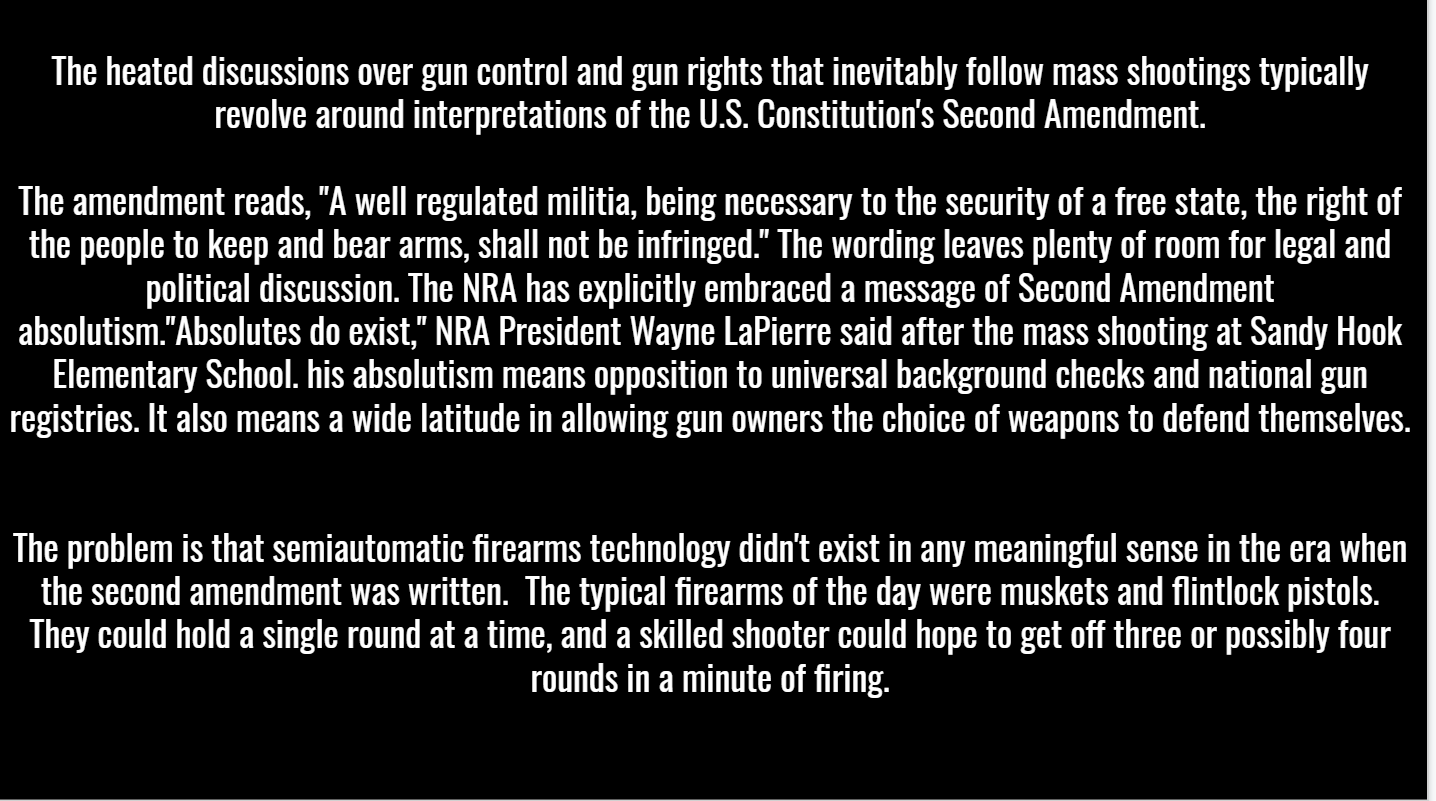 The heated discussions over gun control and gun rights that inevitably follow mass shootings typically
revolve around interpretations of the U.S. Constitution's Second Amendment.
The amendment reads, "A well regulated militia, being necessary to the security of a free state, the right of
the people to keep and bear arms, shall not be infringed." The wording leaves plenty of room for legal and
political discussion. The NRA has explicitly embraced a message of Second Amendment
absolutism."Absolutes do exist," NRA President Wayne LaPierre said after the mass shooting at Sandy Hook
Elementary School. his absolutism means opposition to universal background checks and national gun
registries. It also means a wide latitude in allowing gun owners the choice of weapons to defend themselves.
The problem is that semiautomatic firearms technology didn't exist in any meaningful sense in the era when
the second amendment was written.  The typical firearms of the day were muskets and flintlock pistols.
They could hold a single round at a time, and a skilled shooter could hope to get off three or possibly four
rounds in a minute of firing.